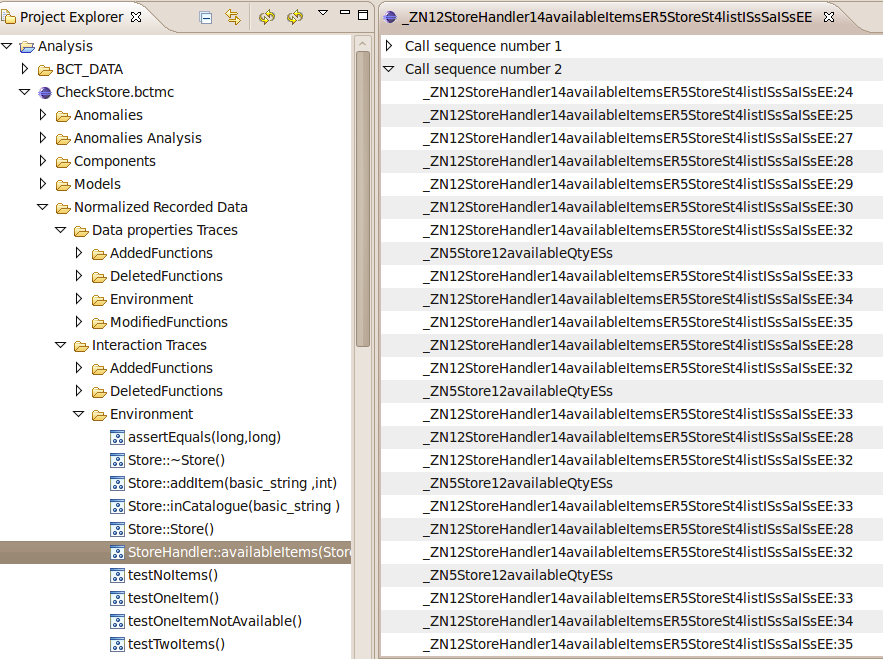 Project Explorer
Analysis
BCT_DATA
CheckStore.bctmc
Anomalies
Anomalies Analysis
Components
Models
Normalized Recorded Data
Data properties Traces
AddedFunctions
DeletedFunctions
Environment
ModifiedFunctions
Interaction Traces
AddedFunctions
DeletedFunctions
Environment
assertEquals(long,long)
Store::~Store()
Store::addItem(basic_string ,int)
Store::inCatalogue(basic_string )
Store::Store()
StoreHandler::availableItems(Store
testNoItems()
testOneItem()
testOneItemNotAvailable()
testTwoItems()
_ZN12StoreHandler14availableItemsER5StoreSt4listISsSaISsEE
Call sequence number 1
Call sequence number 2
_ZN12StoreHandler14availableItemsER5StoreSt4listISsSaISsEE:24
_ZN12StoreHandler14availableItemsER5StoreSt4listISsSaISsEE:25
_ZN12StoreHandler14availableItemsER5StoreSt4listISsSaISsEE:27
_ZN12StoreHandler14availableItemsER5StoreSt4listISsSaISsEE:28
_ZN12StoreHandler14availableItemsER5StoreSt4listISsSaISsEE:29
_ZN12StoreHandler14availableItemsER5StoreSt4listISsSaISsEE:30
_ZN12StoreHandler14availableItemsER5StoreSt4listISsSaISsEE:32
_ZN5Store12availableQtyESs
_ZN12StoreHandler14availableItemsER5StoreSt4listISsSaISsEE:33
_ZN12StoreHandler14availableItemsER5StoreSt4listISsSaISsEE:34
_ZN12StoreHandler14availableItemsER5StoreSt4listISsSaISsEE:35
_ZN12StoreHandler14availableItemsER5StoreSt4listISsSaISsEE:28
_ZN12StoreHandler14availableItemsER5StoreSt4listISsSaISsEE:32
_ZN5Store12availableQtyESs
_ZN12StoreHandler14availableItemsER5StoreSt4listISsSaISsEE:33
_ZN12StoreHandler14availableItemsER5StoreSt4listISsSaISsEE:28
_ZN12StoreHandler14availableItemsER5StoreSt4listISsSaISsEE:32
_ZN5Store12availableQtyESs
_ZN12StoreHandler14availableItemsER5StoreSt4listISsSaISsEE:33
_ZN12StoreHandler14availableItemsER5StoreSt4listISsSaISsEE:28
_ZN12StoreHandler14availableItemsER5StoreSt4listISsSaISsEE:32
_ZN5Store12availableQtyESs
_ZN12StoreHandler14availableItemsER5StoreSt4listISsSaISsEE:33
_ZN12StoreHandler14availableItemsER5StoreSt4listISsSaISsEE:34
_ZN12StoreHandler14availableItemsER5StoreSt4listISsSaISsEE:35